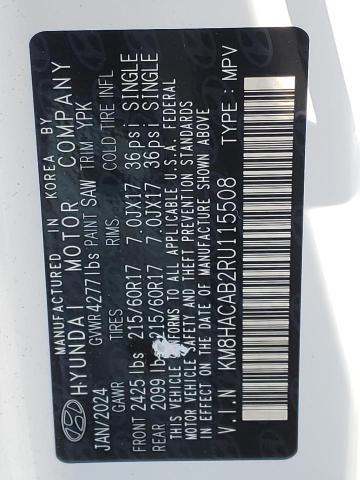 MANUFACTURED IN KOREA BY
HYUNDAI MOTOR COMPANY
GVWR 4277 lbs PAINT SAW TRIM YPK
JAN/2024
GAWR TIRES RIMS COLD TIRE INFL
FRONT 2425 lbs 215/60R17 7.0JX17 36psi SINGLE
REAR 2099 lbs 215/60R17 7.0JX17 36psi SINGLE
THIS VEHICLE CONFORMS TO ALL APPLICABLE U.S.A. FEDERAL
MOTOR VEHICLE SAFETY AND THEFT PREVENTION
STANDARDS IN EFFECT ON THE DATE OF MANUFACTURE SHOWN ABOVE.
V.I.N KM8HACAB2RU115508 TYPE: MPV